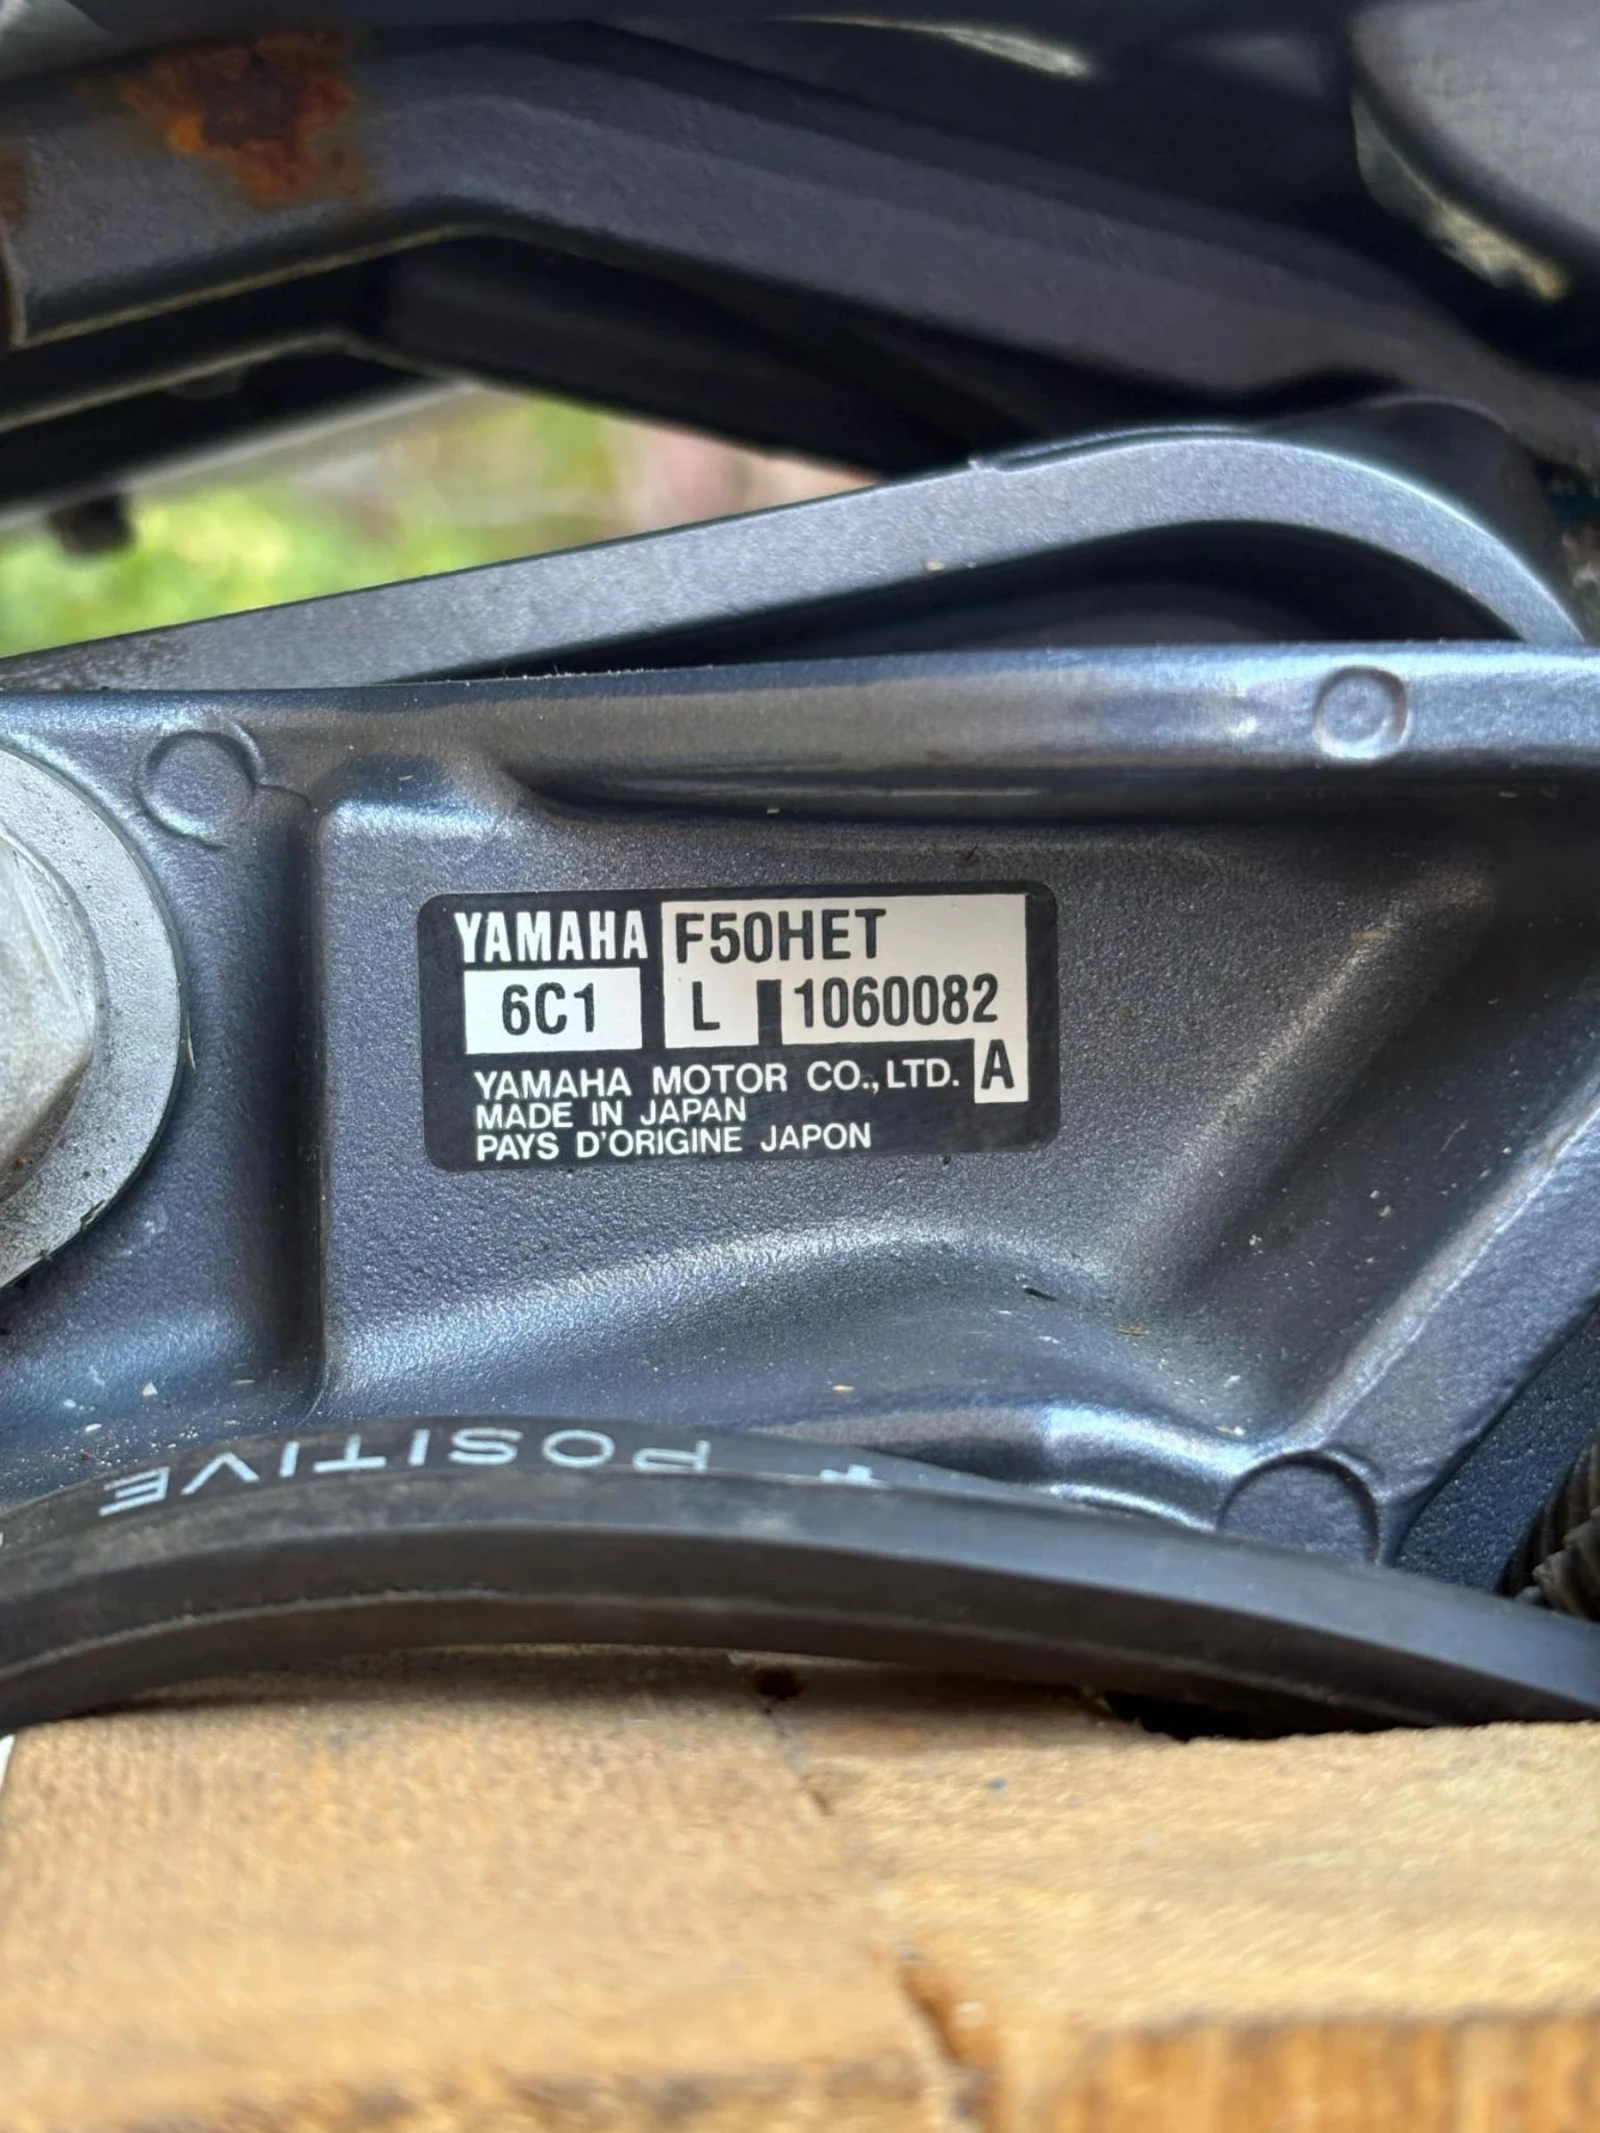 YAMAHA F50HET
6C1 L 1060082
A
YAMAHA MOTOR CO., LTD.
MADE IN JAPAN
PAYS D'ORIGINE JAPON
+ POSITIVE